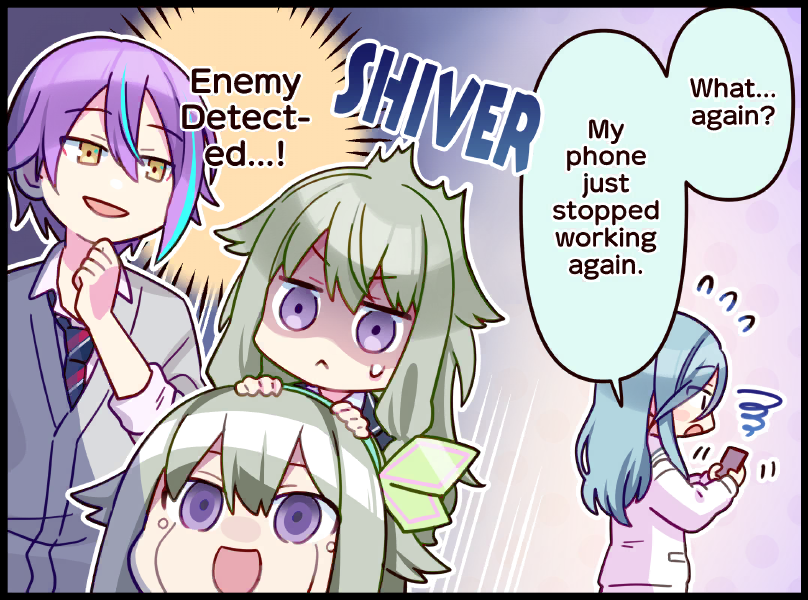 Enemy
Detect-
ed...!
SHIVER
What...
again?
My
phone
just
stopped
working
again.